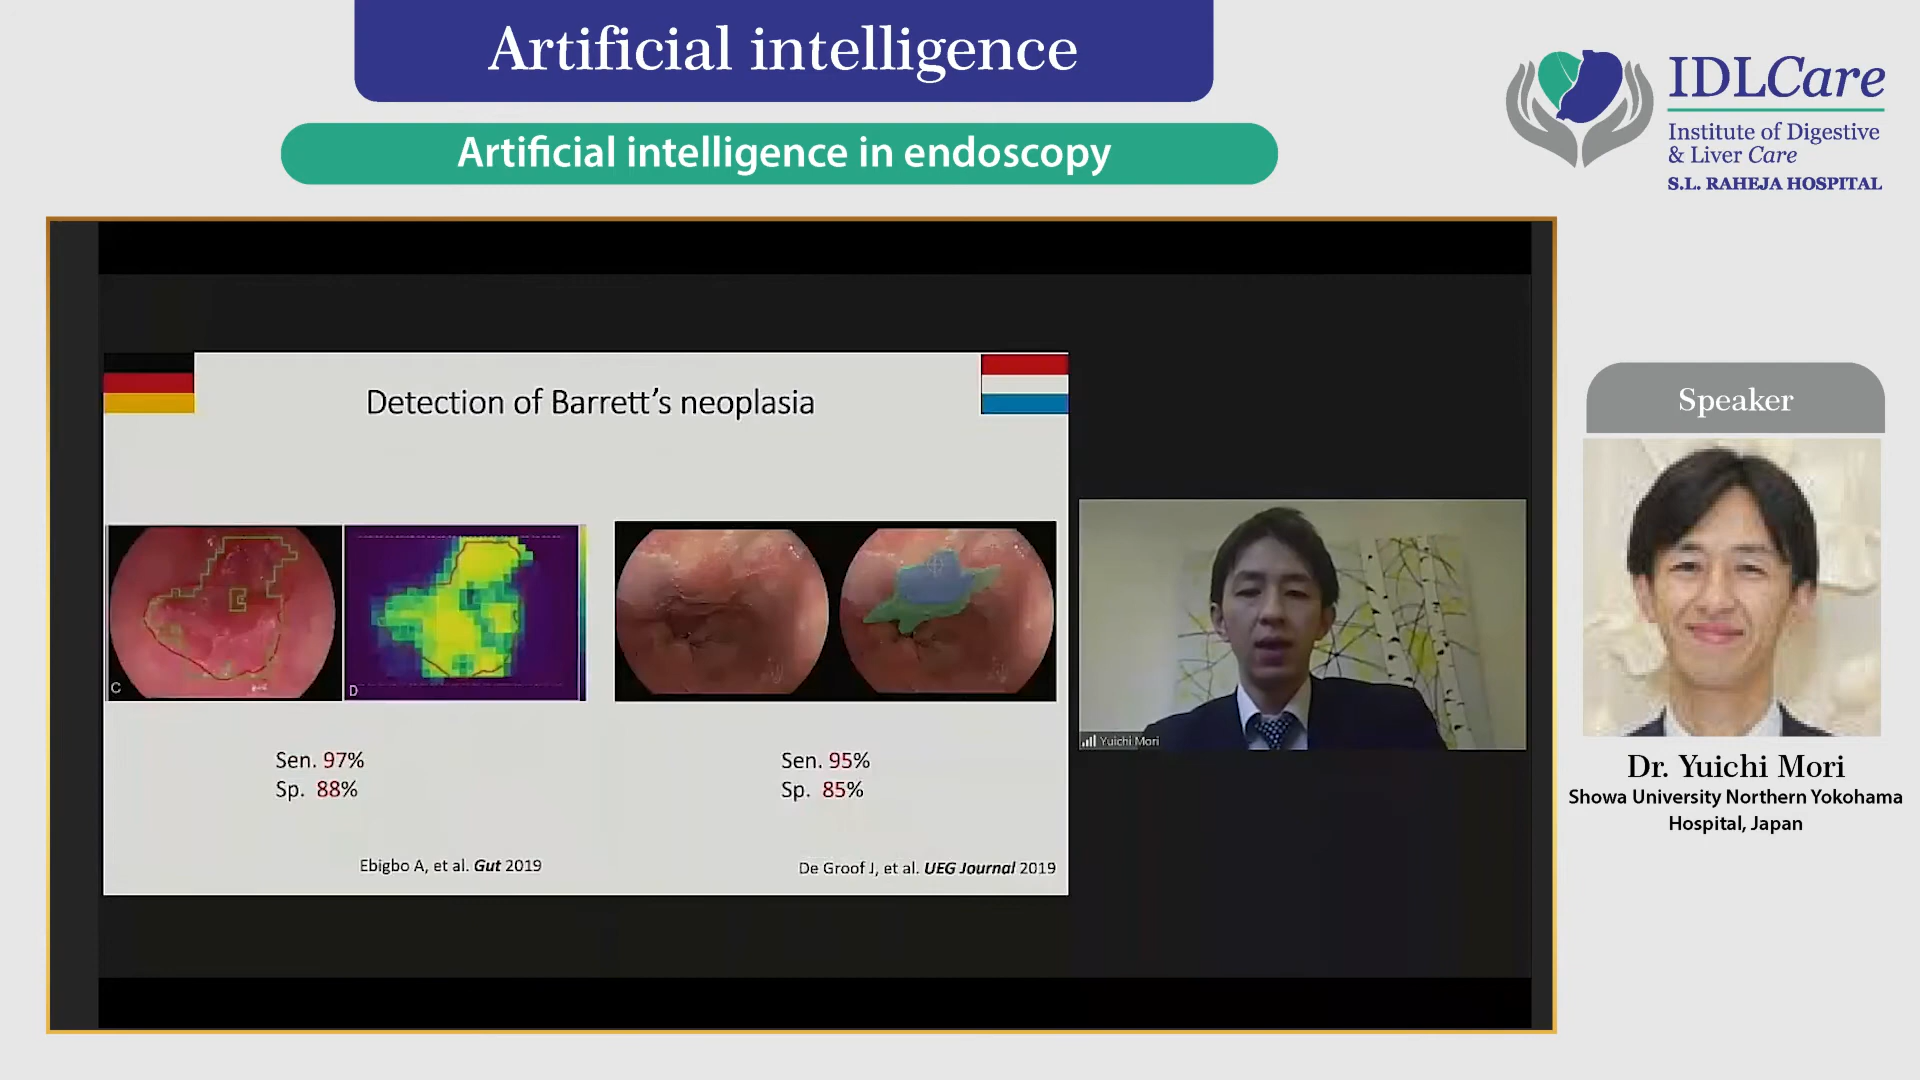 Artificial intelligence
Artificial intelligence in endoscopy
IDLCare
Institute of Digestive
& Liver Care
S.L. RAHEJA HOSPITAL
Detection of Barrett's neoplasia
C
D
Sen. 97%
Sp. 88%
Sen. 95%
Sp. 85%
Ebigbo A, et al. Gut 2019
De Groof J, et al. UEG Journal 2019
Yuichi Mori
Speaker
Dr. Yuichi Mori
Showa University Northern Yokohama
Hospital, Japan